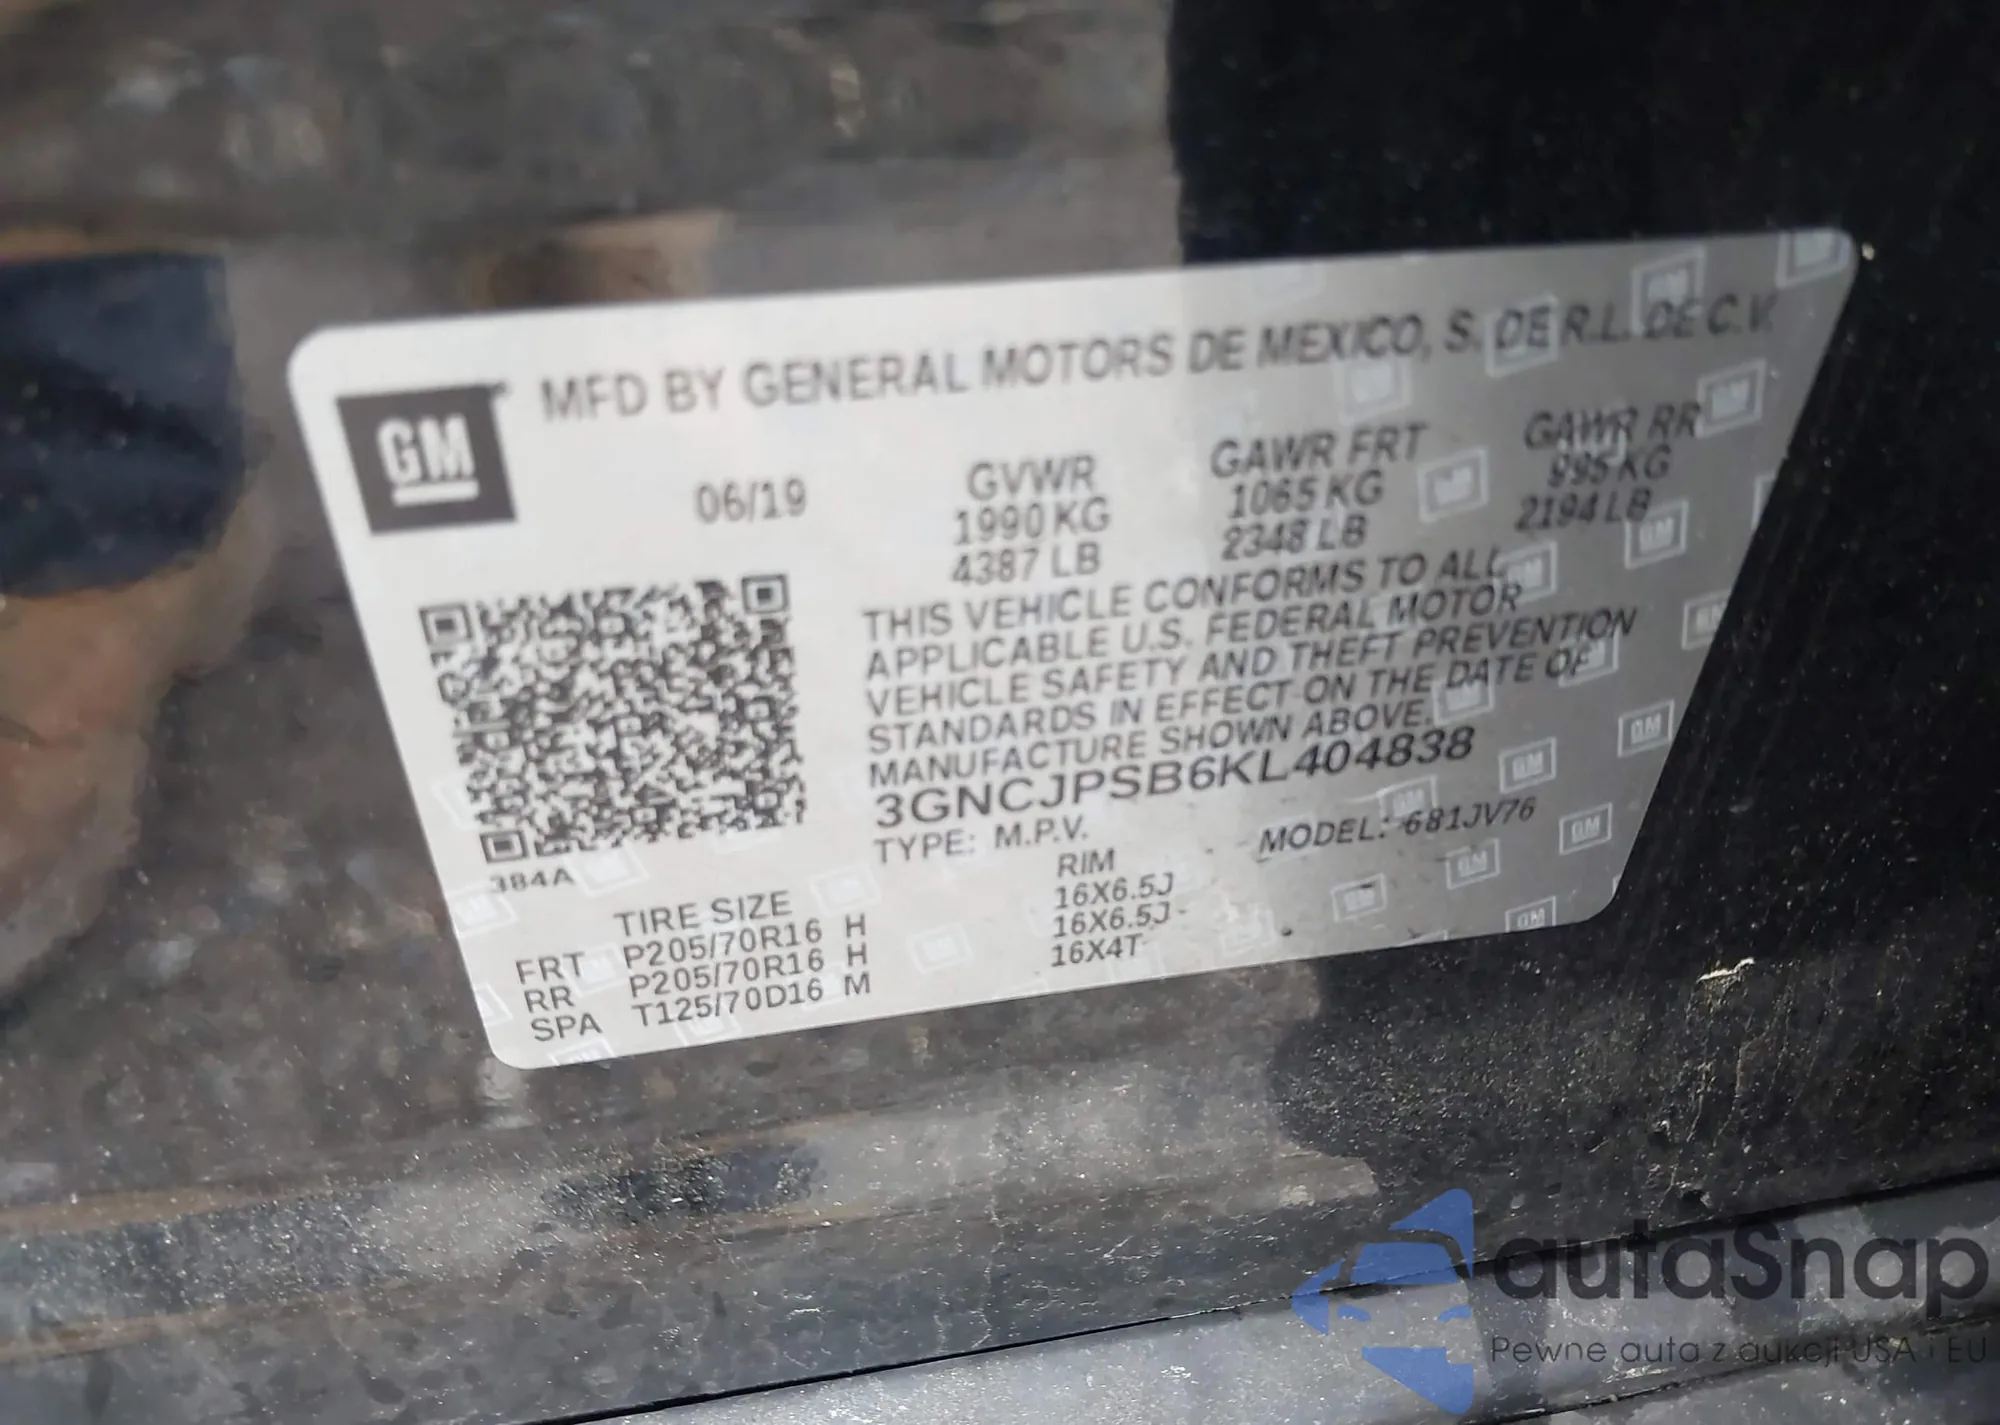 GM
MFD BY GENERAL MOTORS DE MEXICO, S. DE R.L. DE C.V.
06/19
GVWR
1990 KG
4387 LB
GAWR FRT
1065 KG
2348 LB
GAWR RR
995 KG
2194 LB
THIS VEHICLE CONFORMS TO ALL
APPLICABLE U.S. FEDERAL MOTOR
VEHICLE SAFETY AND THEFT PREVENTION
STANDARDS IN EFFECT ON THE DATE OF
MANUFACTURE SHOWN ABOVE.
3GNCJPSB6KL404838
TYPE: M.P.V. MODEL: 681JV76
384A
TIRE SIZE RIM
FRT P205/70R16 H 16X6.5J
RR P205/70R16 H 16X6.5J
SPA T125/70D16 M 16X4T
autaSnap
Pewne auta z aukcji USA i EU